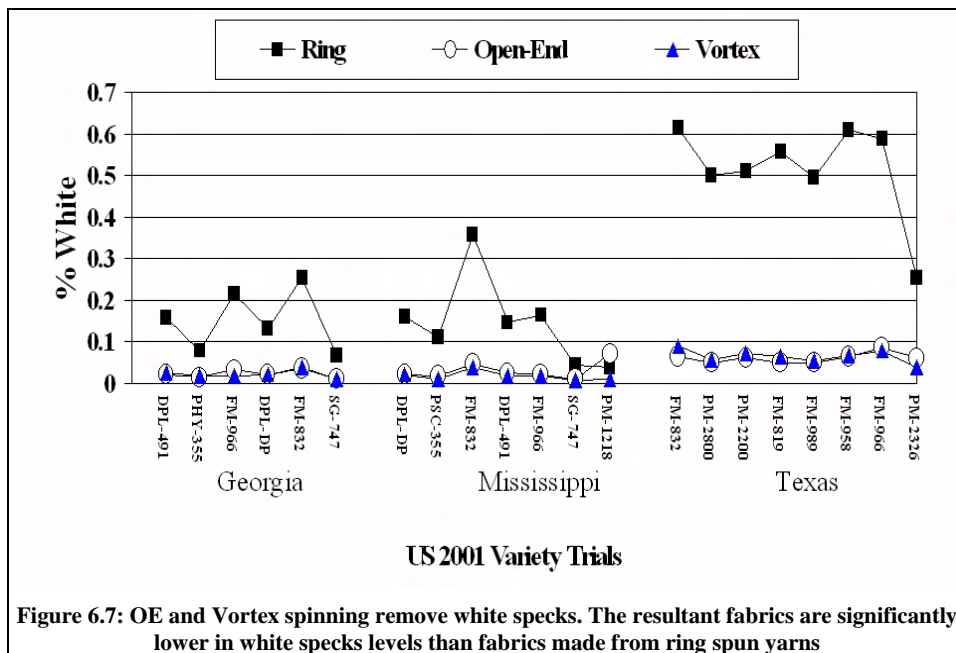 Ring Open-End Vortex
% White
0.7
0.6
0.5
0.4
0.3
0.2
0.1
0
DPL-491 PHY-355 FM-966 DPL-DP FM-832 SG-747 DPL-DP PSC-355 FM-832 DPL-491 FM-966 SG-747 PM-1218 FM-832 PM-2800 PM-2200 FM-819 FM-989 FM-958 FM-966 PM-2326
Georgia Mississippi Texas
US 2001 Variety Trials
Figure 6.7: OE and Vortex spinning remove white specks. The resultant fabrics are significantly
lower in white specks levels than fabrics made from ring spun yarns